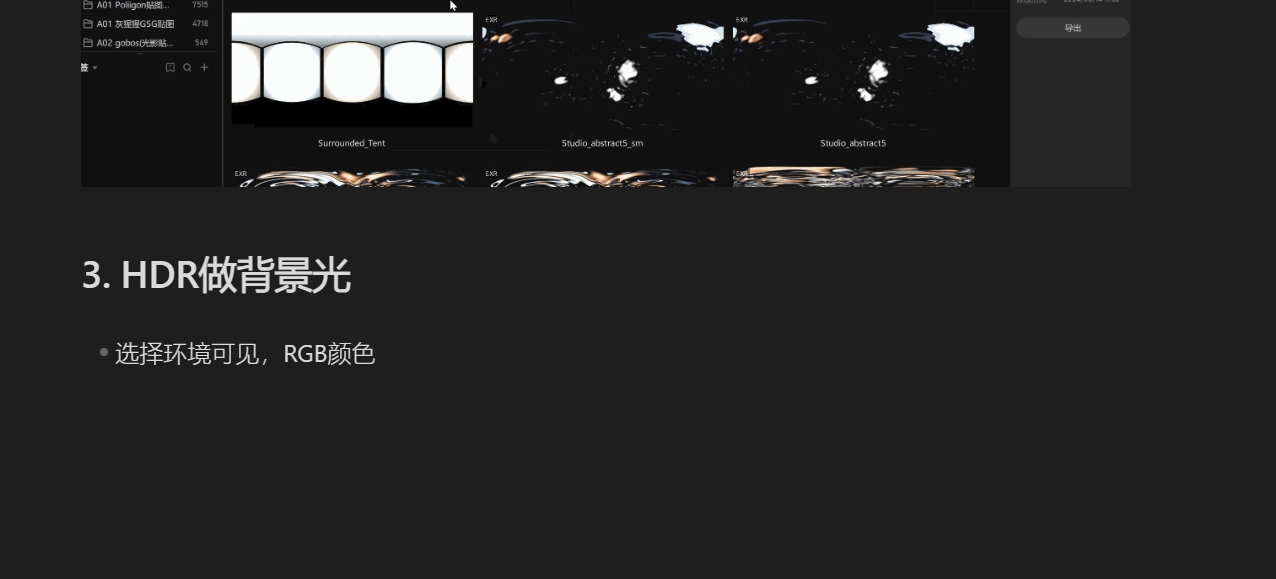 A01 Poliigon贴图...
7515
A01 灰猩猩GSG贴图
4718
A02 gobos(光影贴...
549
签
EXR
EXR
导出
Surrounded_Tent
Studio_abstract5_sm
Studio_abstract5
EXR
EXR
EXR
3. HDR做背景光
选择环境可见，RGB颜色